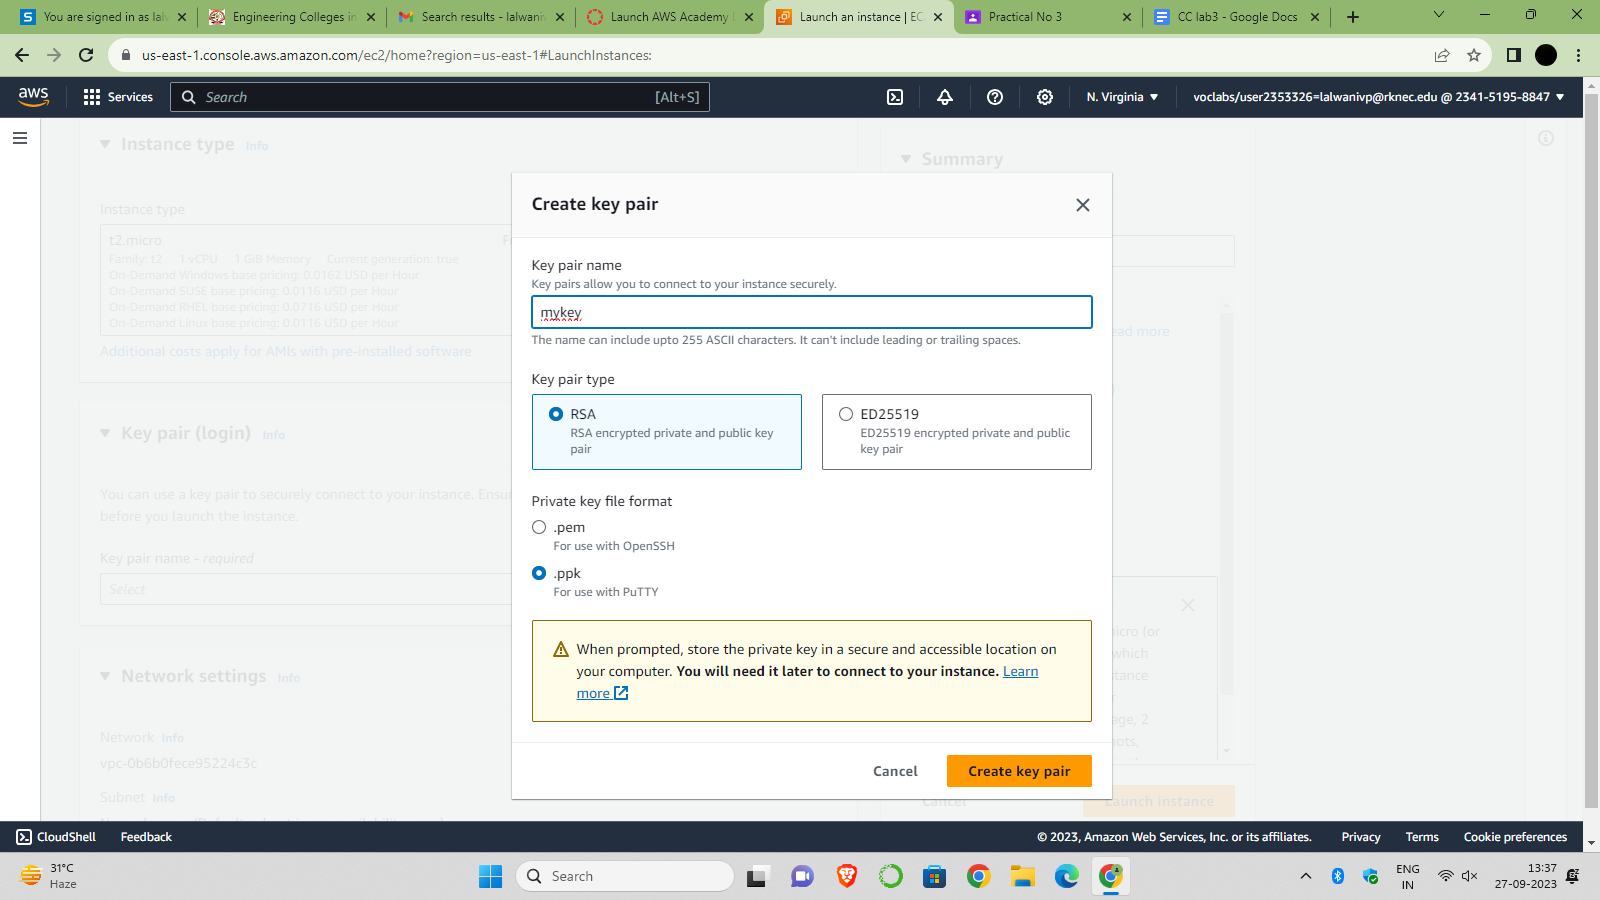 You are signed in as lal
Engineering Colleges in
Search results - lalwani
Launch AWS Academy L
Launch an instance | EC
Practical No 3
CC lab3 - Google Docs
us-east-1.console.aws.amazon.com/ec2/home?region=us-east-1#LaunchInstances:
aws
Services
Search
[Alt+S]
N. Virginia
voclabs/user2353326=lalwanivp@rknec.edu @ 2341-5195-8847
Instance type Info
Summary
Instance type
t2.micro
Family: t2 1 vCPU 1 GiB Memory Current generation: true
On-Demand Windows base pricing: 0.0162 USD per Hour
On-Demand SUSE base pricing: 0.0116 USD per Hour
On-Demand RHEL base pricing: 0.0716 USD per Hour
On-Demand Linux base pricing: 0.0116 USD per Hour
Additional costs apply for AMIs with pre-installed software
Key pair (login) Info
You can use a key pair to securely connect to your instance. Ensu
before you launch the instance.
Key pair name - required
Select
Network settings Info
Network Info
vpc-0b6b0fece95224c3c
Subnet Info
Create key pair
Key pair name
Key pairs allow you to connect to your instance securely.
mykey
The name can include upto 255 ASCII characters. It can't include leading or trailing spaces.
Key pair type
RSA
RSA encrypted private and public key
pair
ED25519
ED25519 encrypted private and public
key pair
Private key file format
.pem
For use with OpenSSH
.ppk
For use with PuTTY
When prompted, store the private key in a secure and accessible location on
your computer. You will need it later to connect to your instance. Learn
more
Cancel
Create key pair
ead more
icro (or
which
stance
age, 2
Cancel
Launch instance
CloudShell
Feedback
© 2023, Amazon Web Services, Inc. or its affiliates.
Privacy
Terms
Cookie preferences
31°C
Haze
Search
ENG
IN
13:37
27-09-2023